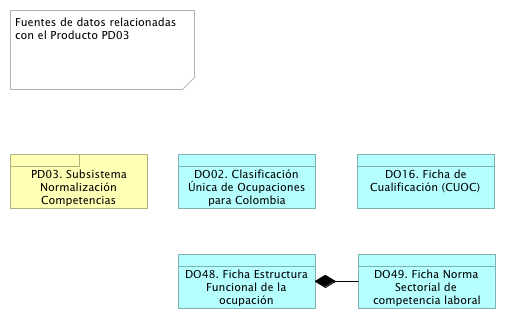 Fuentes de datos relacionadas
con el Producto PD03
PD03. Subsistema
Normalización
Competencias
DO02. Clasificación
Única de Ocupaciones
para Colombia
DO16. Ficha de
Cualificación (CUOC)
DO48. Ficha Estructura
Funcional de la
ocupación
DO49. Ficha Norma
Sectorial de
competencia laboral